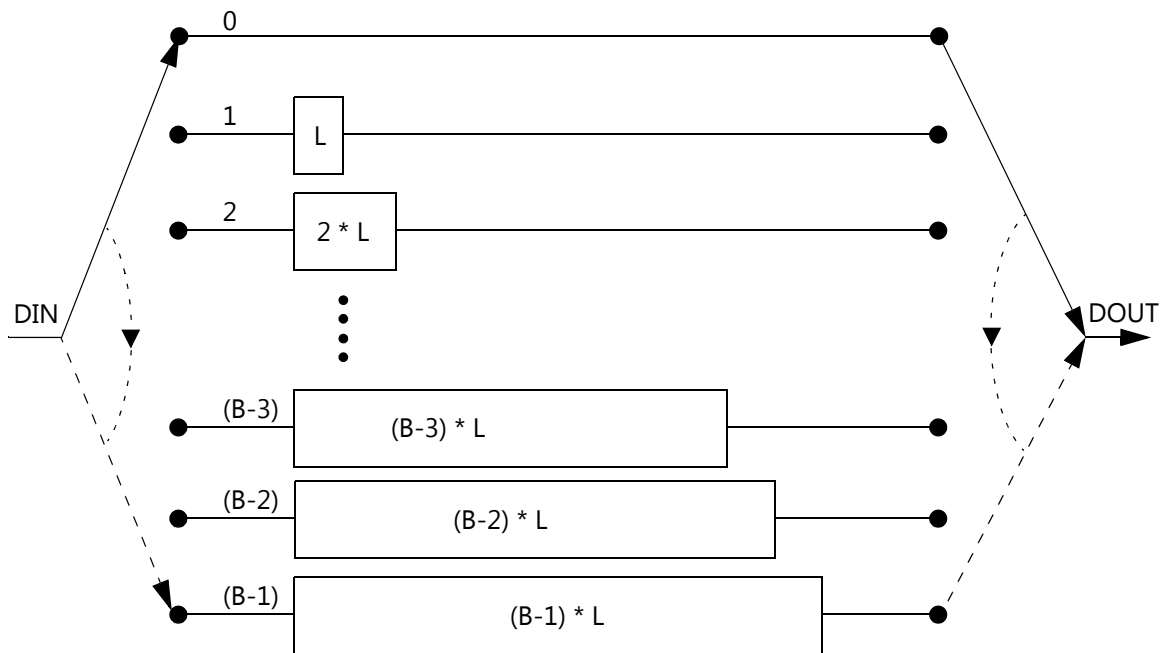 0
1
L
2
2 * L
DIN
DOUT
(B-3)
(B-3) * L
(B-2)
(B-2) * L
(B-1)
(B-1) * L